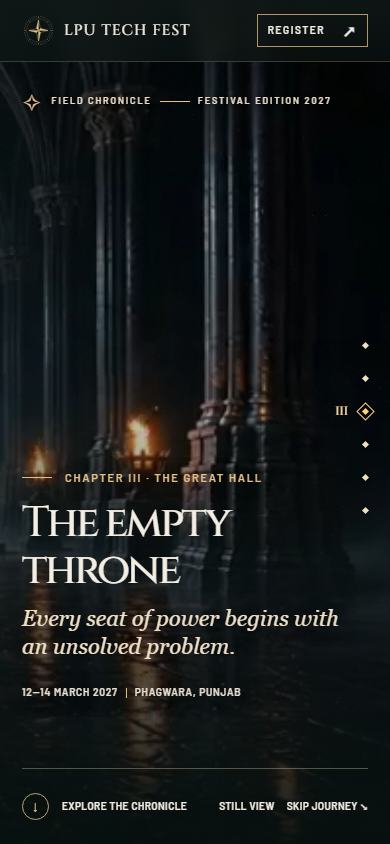 LPU TECH FEST
REGISTER ↗
FIELD CHRONICLE — FESTIVAL EDITION 2027
III
CHAPTER III · THE GREAT HALL
THE EMPTY
THRONE
Every seat of power begins with
an unsolved problem.
12–14 MARCH 2027 | PHAGWARA, PUNJAB
↓ EXPLORE THE CHRONICLE STILL VIEW SKIP JOURNEY ↘